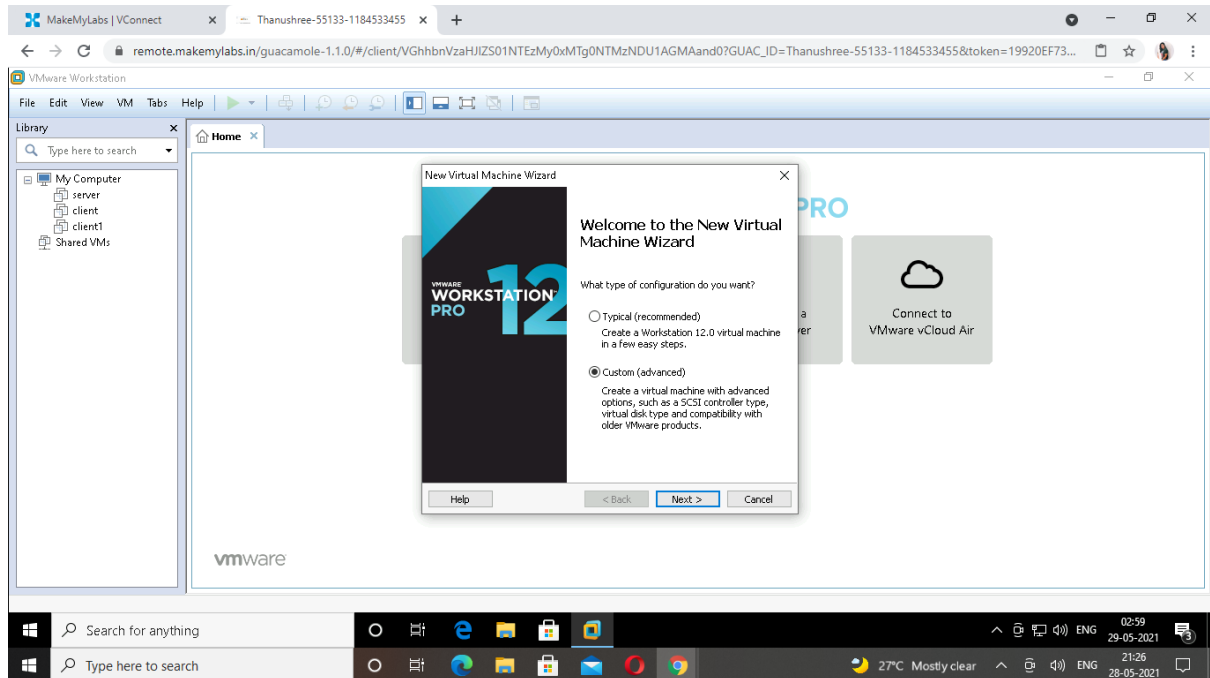 MakeMyLabs | VConnect
Thanushree-55133-1184533455
remote.makemylabs.in/guacamole-1.1.0/#/client/VGhhbnVzaHJlZS01NTEzMy0xMTg0NTMzNDU1AGMAand0?GUAC_ID=Thanushree-55133-1184533455&token=19920EF73...
VMware Workstation
File Edit View VM Tabs Help
Library
Home
Type here to search
My Computer
server
client
client1
Shared VMs
New Virtual Machine Wizard
PRO
VMWARE
WORKSTATION
PRO
12
Welcome to the New Virtual
Machine Wizard
What type of configuration do you want?
Typical (recommended)
Create a Workstation 12.0 virtual machine
in a few easy steps.
Custom (advanced)
Create a virtual machine with advanced
options, such as a SCSI controller type,
virtual disk type and compatibility with
older VMware products.
Help
< Back
Next >
Cancel
a
Connect to
VMware vCloud Air
vmware
Search for anything
ENG
02:59
29-05-2021
3
Type here to search
27°C Mostly clear
ENG
21:26
28-05-2021